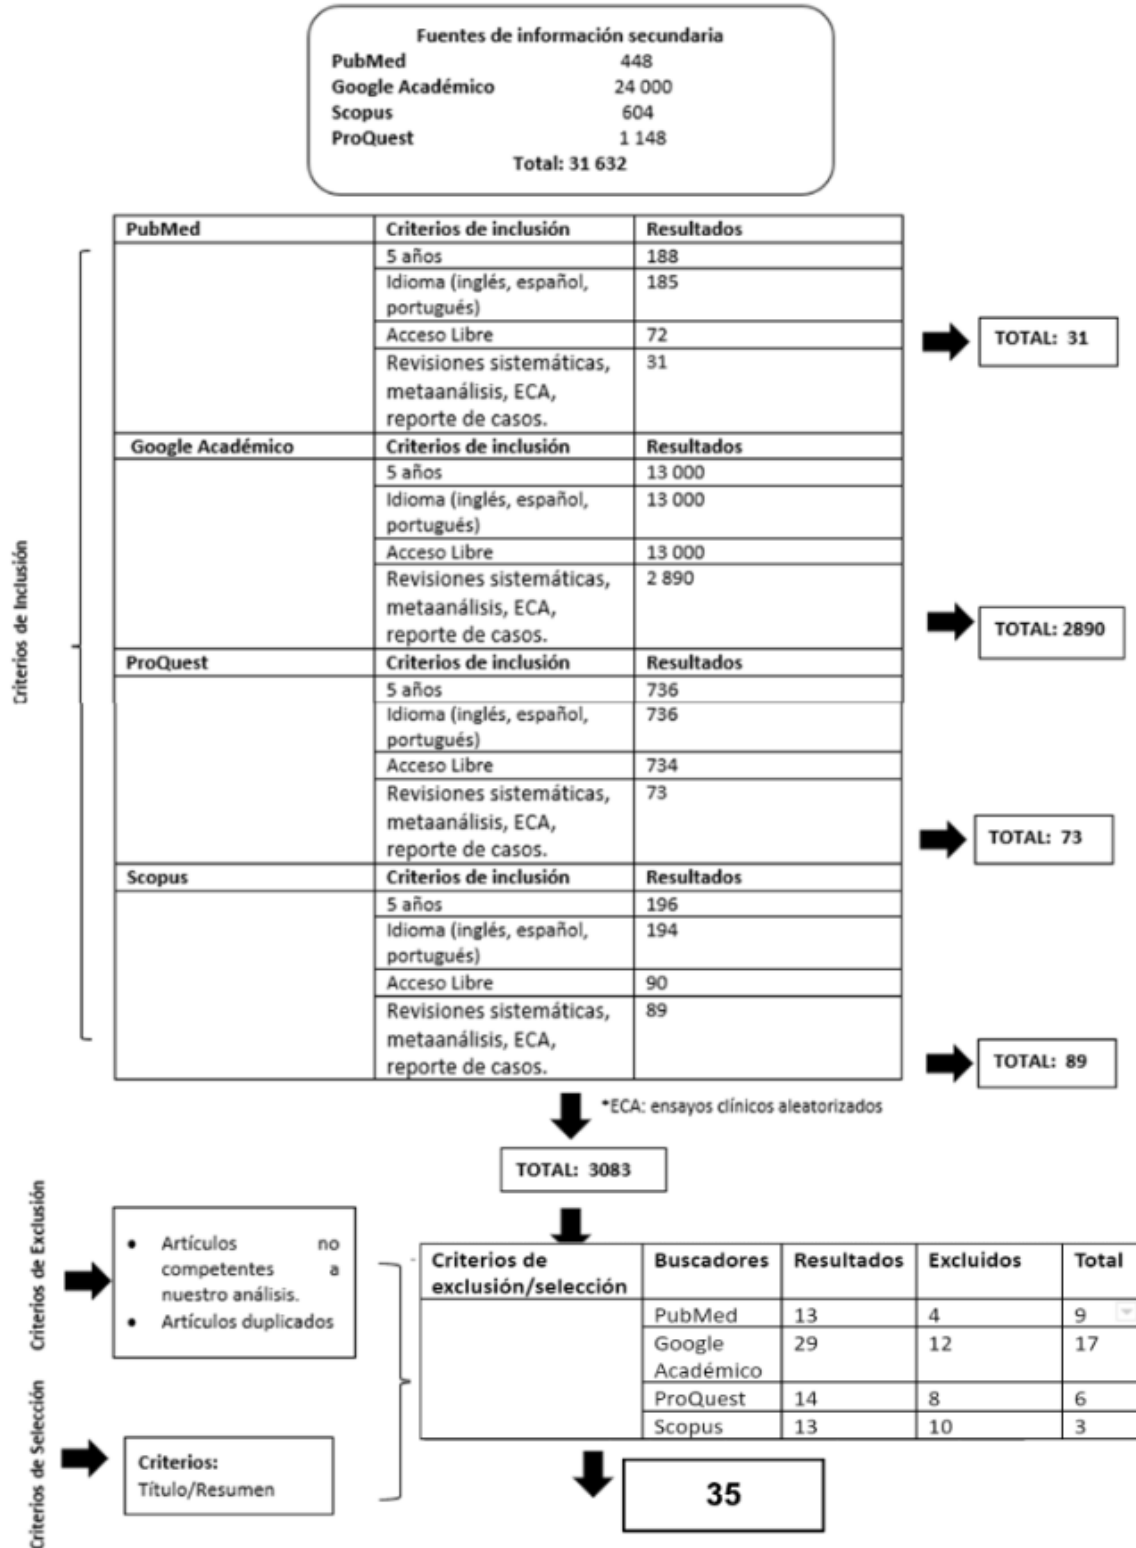 Fuentes de información secundaria
PubMed 448
Google Académico 24 000
Scopus 604
ProQuest 1 148
Total: 31 632
Criterios de Inclusión
PubMed Criterios de inclusión Resultados
5 años 188
Idioma (inglés, español, 185
portugués)
Acceso Libre 72
Revisiones sistemáticas, 31
metaanálisis, ECA,
reporte de casos.
TOTAL: 31
Google Académico Criterios de inclusión Resultados
5 años 13 000
Idioma (inglés, español, 13 000
portugués)
Acceso Libre 13 000
Revisiones sistemáticas, 2 890
metaanálisis, ECA,
reporte de casos.
TOTAL: 2890
ProQuest Criterios de inclusión Resultados
5 años 736
Idioma (inglés, español, 736
portugués)
Acceso Libre 734
Revisiones sistemáticas, 73
metaanálisis, ECA,
reporte de casos.
TOTAL: 73
Scopus Criterios de inclusión Resultados
5 años 196
Idioma (inglés, español, 194
portugués)
Acceso Libre 90
Revisiones sistemáticas, 89
metaanálisis, ECA,
reporte de casos.
TOTAL: 89
*ECA: ensayos clínicos aleatorizados
TOTAL: 3083
Criterios de Exclusión
• Artículos no
competentes a
nuestro análisis.
• Artículos duplicados
Criterios de Selección
Criterios:
Título/Resumen
Criterios de Buscadores Resultados Excluidos Total
exclusión/selección
PubMed 13 4 9
Google 29 12 17
Académico
ProQuest 14 8 6
Scopus 13 10 3
35